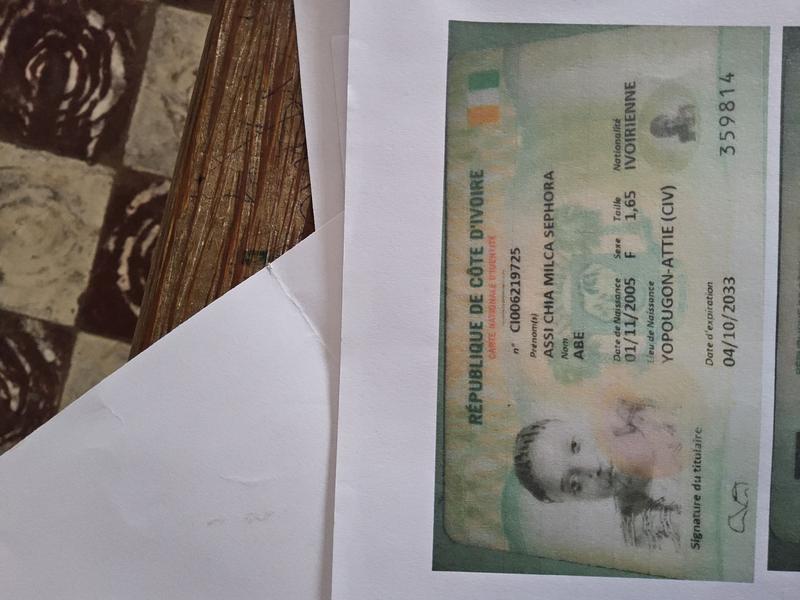 RÉPUBLIQUE DE CÔTE D'IVOIRE
CARTE NATIONALE D'IDENTITÉ
n° CI006219725
Prénom(s)
ASSI CHIA MILCA SEPHORA
Nom
ABE
Date de Naissance Sexe Taille Nationalité
01/11/2005 F 1,65 IVOIRIENNE
Lieu de Naissance
YOPOUGON-ATTIE (CIV)
Signature du titulaire
Date d'expiration
04/10/2033
359814